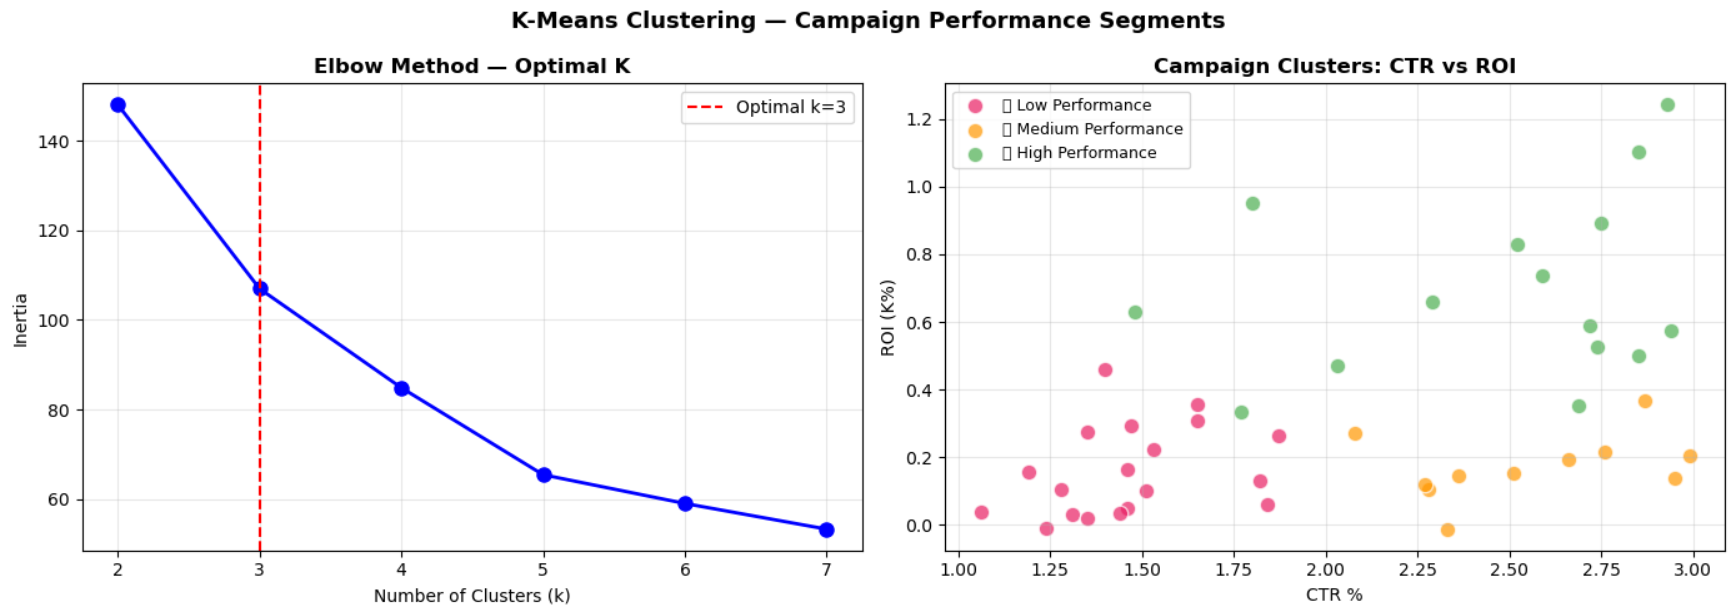 K-Means Clustering — Campaign Performance Segments
Elbow Method — Optimal K
Optimal k=3
140
120
100
80
60
Inertia
2 3 4 5 6 7
Number of Clusters (k)
Campaign Clusters: CTR vs ROI
Low Performance
Medium Performance
High Performance
1.2
1.0
0.8
0.6
0.4
0.2
0.0
ROI (K%)
1.00 1.25 1.50 1.75 2.00 2.25 2.50 2.75 3.00
CTR %